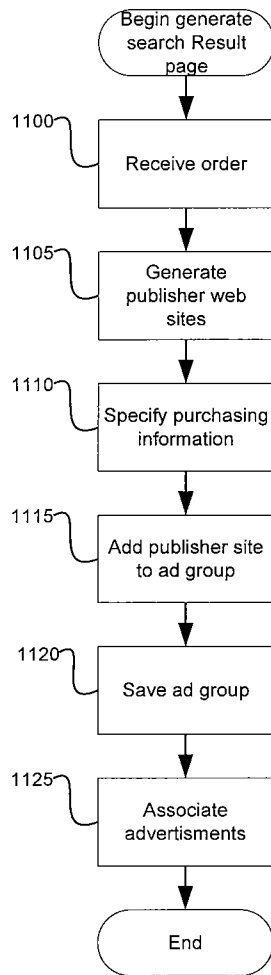 Begin generate
search Result
page
1100
Receive order
1105
Generate
publisher web
sites
1110
Specify purchasing
information
1115
Add publisher site
to ad group
1120
Save ad group
1125
Associate
advertisments
End